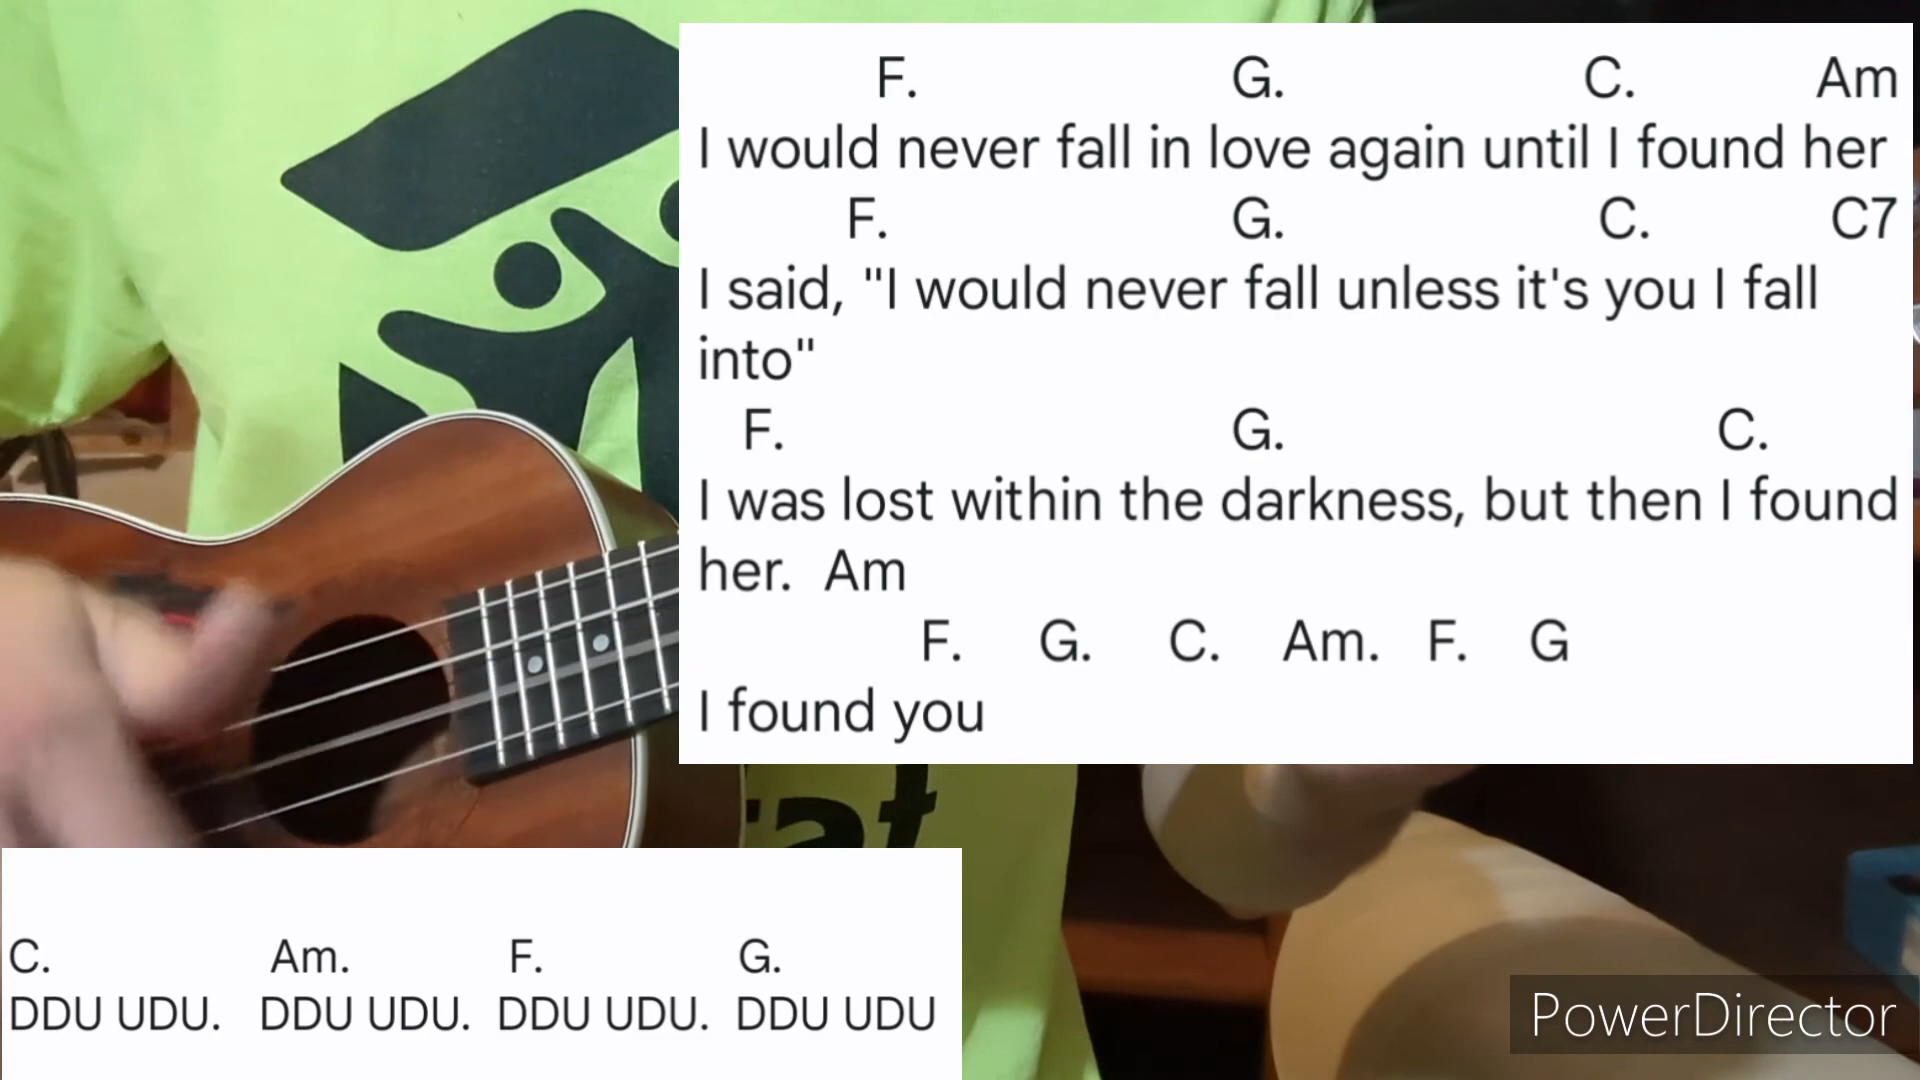 F. G. C. Am
I would never fall in love again until I found her
F. G. C. C7
I said, "I would never fall unless it's you I fall
into"
F. G. C.
I was lost within the darkness, but then I found
her. Am
F. G. C. Am. F. G
I found you
at
C. Am. F. G.
DDU UDU. DDU UDU. DDU UDU. DDU UDU
PowerDirector